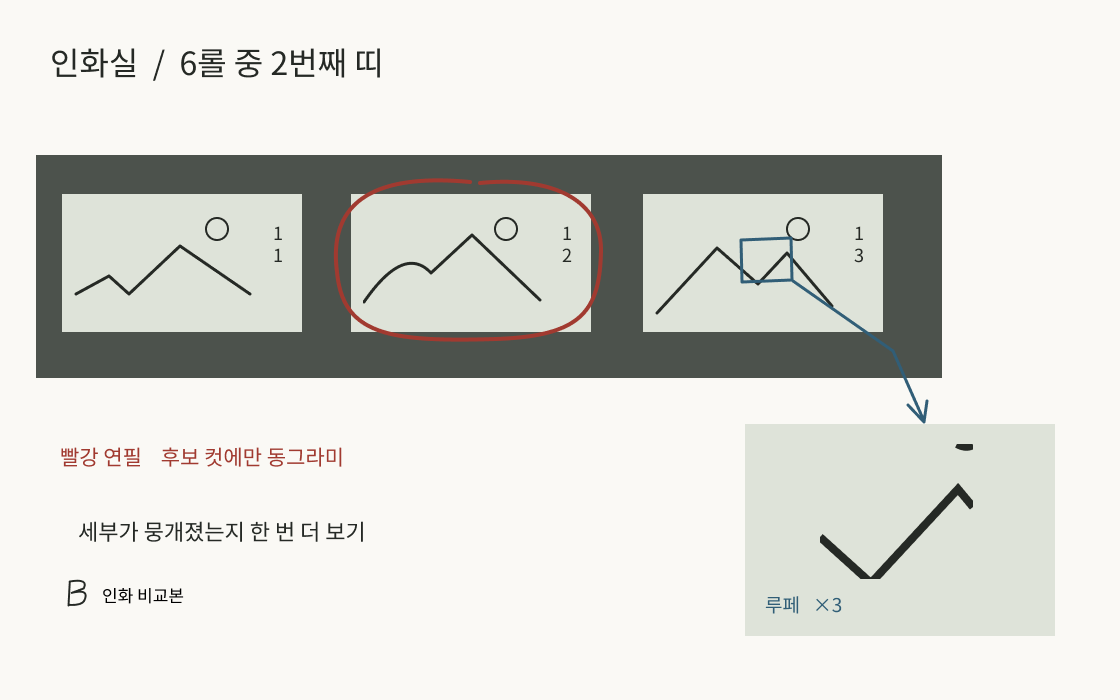 인화실 / 6롤 중 2번째 띠
1
1
1
2
1
3
빨강 연필 후보 컷에만 동그라미
세부가 뭉개졌는지 한 번 더 보기
B 인화 비교본
루페 ×3